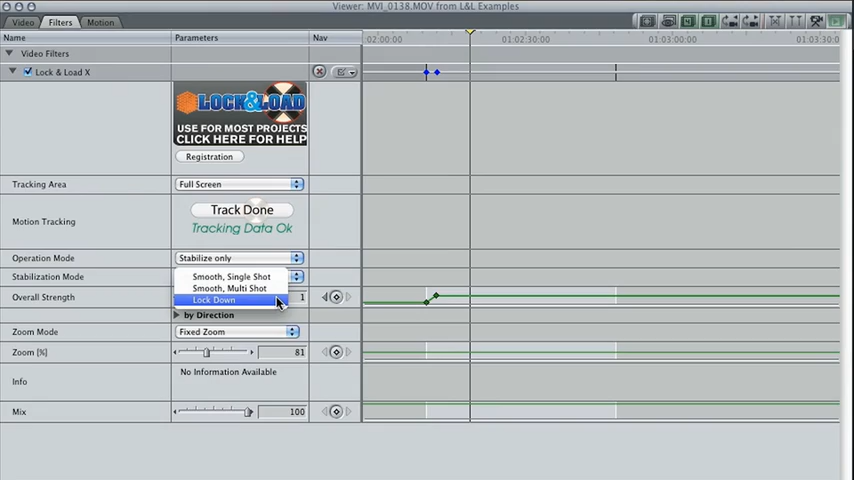 Viewer: MVI_0138.MOV from L&L Examples
Video Filters Motion
Name Parameters Nav 02:00:00 01:02:30:00 01:03:00:00 01:03:30:0
Video Filters
Lock & Load X
LOCK&LOAD X
USE FOR MOST PROJECTS
CLICK HERE FOR HELP
Registration
Tracking Area Full Screen
Motion Tracking Track Done
Tracking Data Ok
Operation Mode Stabilize only
Stabilization Mode Smooth, Single Shot
Smooth, Multi Shot
Overall Strength Lock Down 1
by Direction
Zoom Mode Fixed Zoom
Zoom [%] 81
Info No Information Available
Mix 100